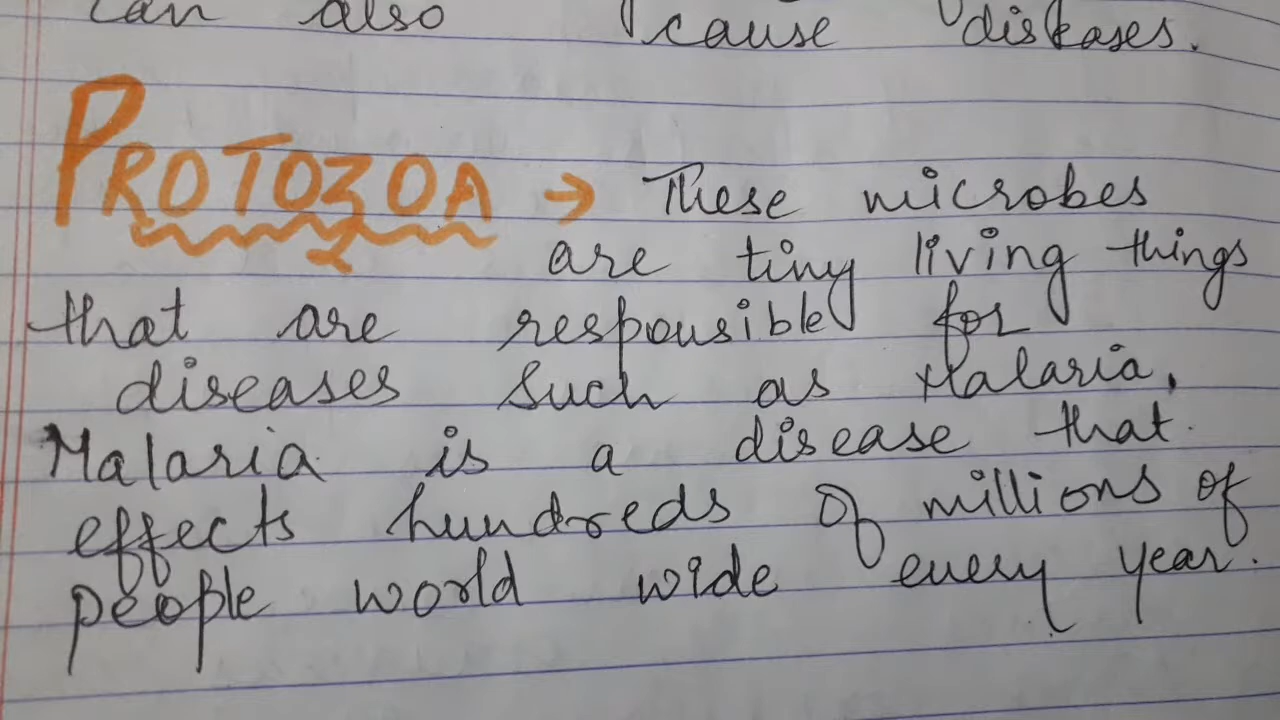 can also cause diseases.
PROTOZOA → These microbes
are tiny living things
that are responsible for
diseases such as Malaria,
Malaria is a disease that
effects hundreds of millions of
people world wide every year.